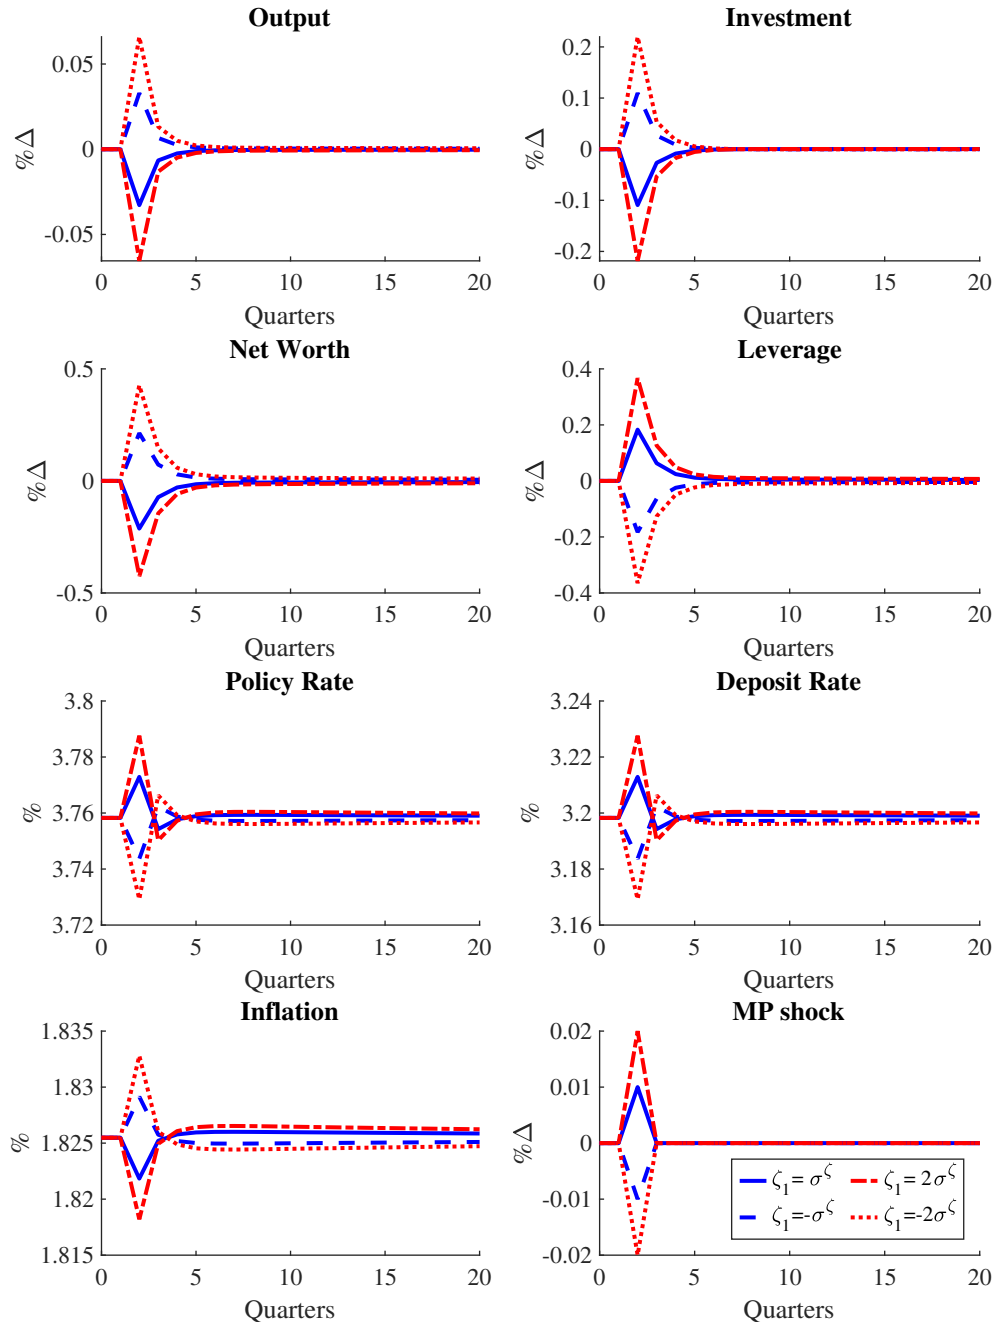 Output
0.05
0
-0.05
%Δ
0 5 10 15 20
Quarters
Investment
0.2
0.1
0
-0.1
-0.2
%Δ
0 5 10 15 20
Quarters
Net Worth
0.5
0
-0.5
%Δ
0 5 10 15 20
Quarters
Leverage
0.4
0.2
0
-0.2
-0.4
%Δ
0 5 10 15 20
Quarters
Policy Rate
3.8
3.78
3.76
3.74
3.72
%
0 5 10 15 20
Quarters
Deposit Rate
3.24
3.22
3.2
3.18
3.16
%
0 5 10 15 20
Quarters
Inflation
1.835
1.83
1.825
1.82
1.815
%
0 5 10 15 20
Quarters
MP shock
0.02
0.01
0
-0.01
-0.02
%Δ
ζ₁= σ^ζ ζ₁= 2σ^ζ
ζ₁=-σ^ζ ζ₁=-2σ^ζ
0 5 10 15 20
Quarters